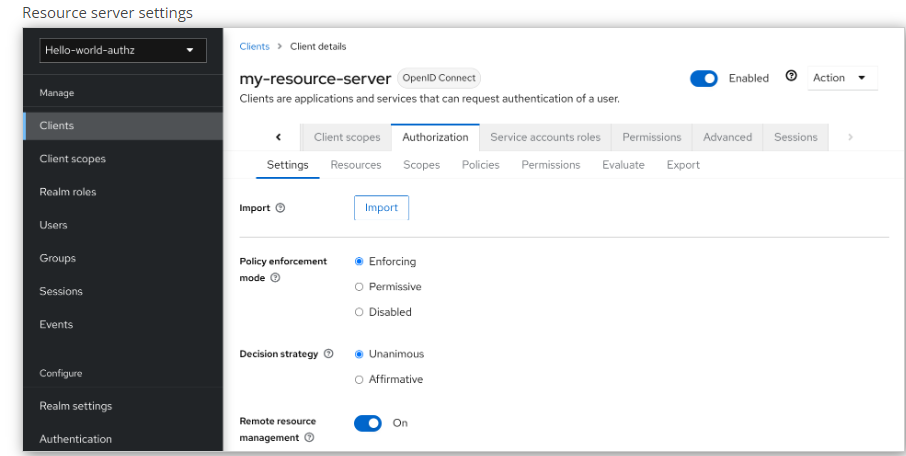 Resource server settings
Hello-world-authz
Manage
Clients
Client scopes
Realm roles
Users
Groups
Sessions
Events
Configure
Realm settings
Authentication
Clients > Client details
my-resource-server OpenID Connect
Enabled Action
Clients are applications and services that can request authentication of a user.
Client scopes Authorization Service accounts roles Permissions Advanced Sessions
Settings Resources Scopes Policies Permissions Evaluate Export
Import Import
Policy enforcement mode
Enforcing
Permissive
Disabled
Decision strategy
Unanimous
Affirmative
Remote resource management
On